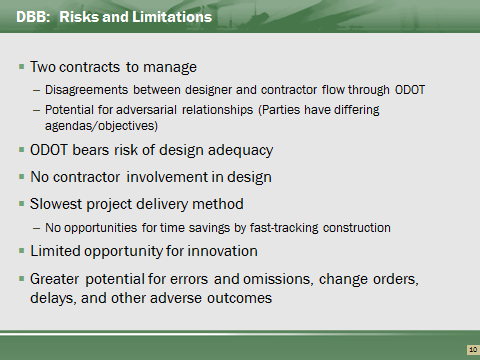 DBB: Risks and Limitations
▪ Two contracts to manage
– Disagreements between designer and contractor flow through ODOT
– Potential for adversarial relationships (Parties have differing
agendas/objectives)
▪ ODOT bears risk of design adequacy
▪ No contractor involvement in design
▪ Slowest project delivery method
– No opportunities for time savings by fast-tracking construction
▪ Limited opportunity for innovation
▪ Greater potential for errors and omissions, change orders,
delays, and other adverse outcomes
10